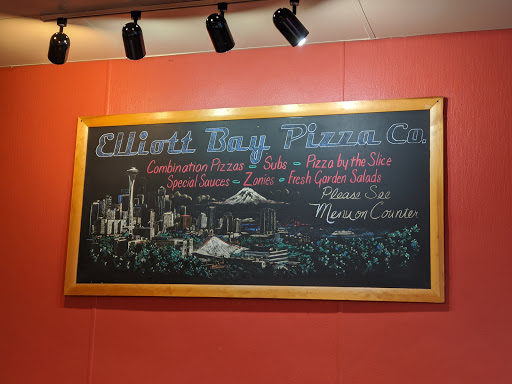 Elliott Bay Pizza Co.
Combination Pizzas - Subs - Pizza by the Slice
Special Sauces - Zonies - Fresh Garden Salads
Please See
Menu on Counter